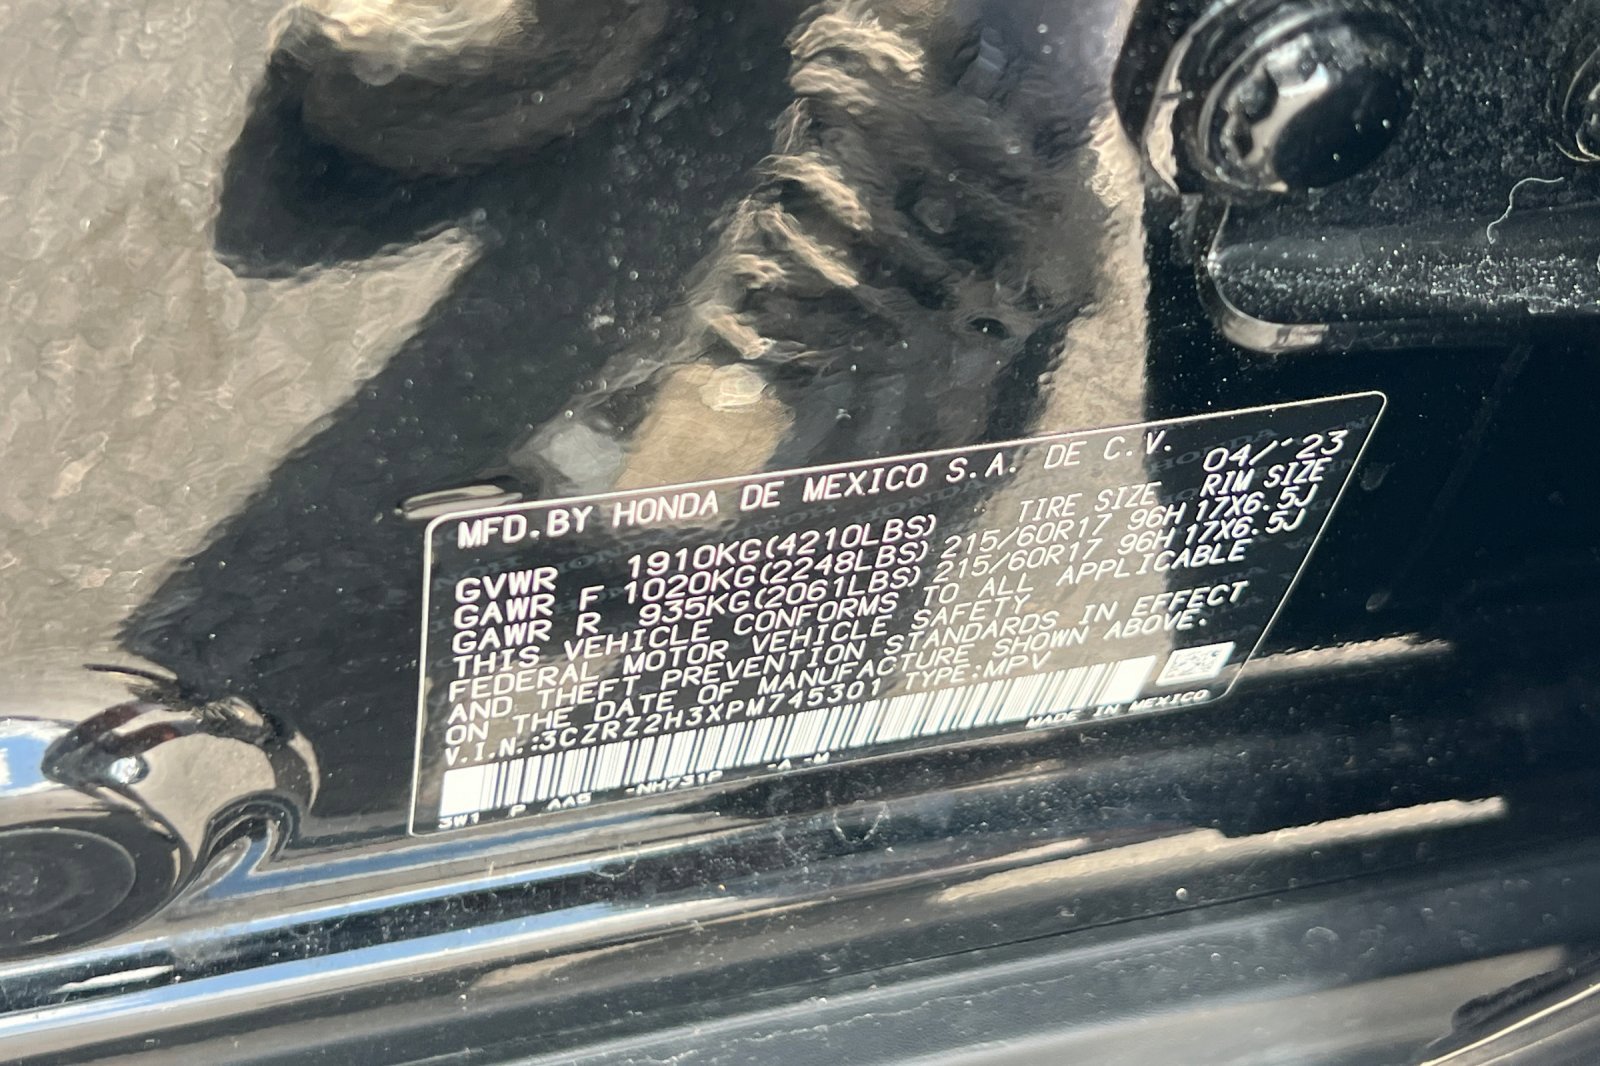 MFD.BY HONDA DE MEXICO S.A. DE C.V. 04/'23
TIRE SIZE RIM SIZE
GVWR 1910KG(4210LBS)
GAWR F 1020KG(2248LBS) 215/60R17 96H 17X6.5J
GAWR R 935KG(2061LBS) 215/60R17 96H 17X6.5J
THIS VEHICLE CONFORMS TO ALL APPLICABLE
FEDERAL MOTOR VEHICLE SAFETY
AND THEFT PREVENTION STANDARDS IN EFFECT
ON THE DATE OF MANUFACTURE SHOWN ABOVE.
V.I.N.:3CZRZ2H3XPM745301 TYPE:MPV
MADE IN MEXICO
3W1 P AAG -NH731P -A -M